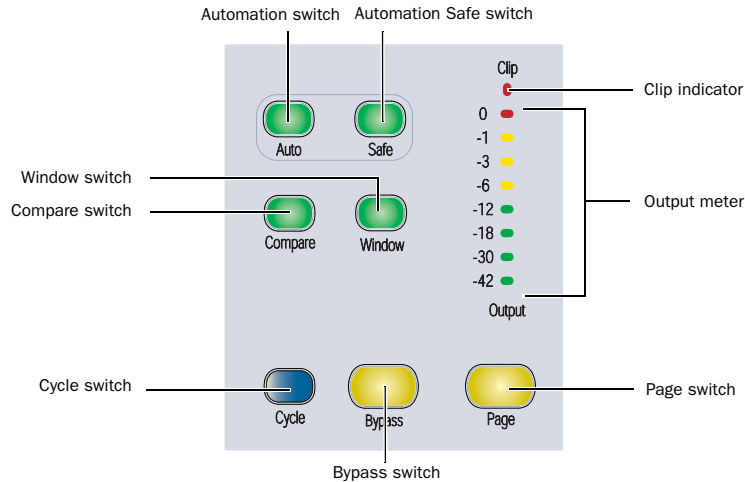 Automation switch
Automation Safe switch
Clip
Clip indicator
0
-1
-3
-6
-12
-18
-30
-42
Output
Output meter
Auto
Safe
Window switch
Compare switch
Compare
Window
Cycle switch
Cycle
Bypass
Page
Page switch
Bypass switch